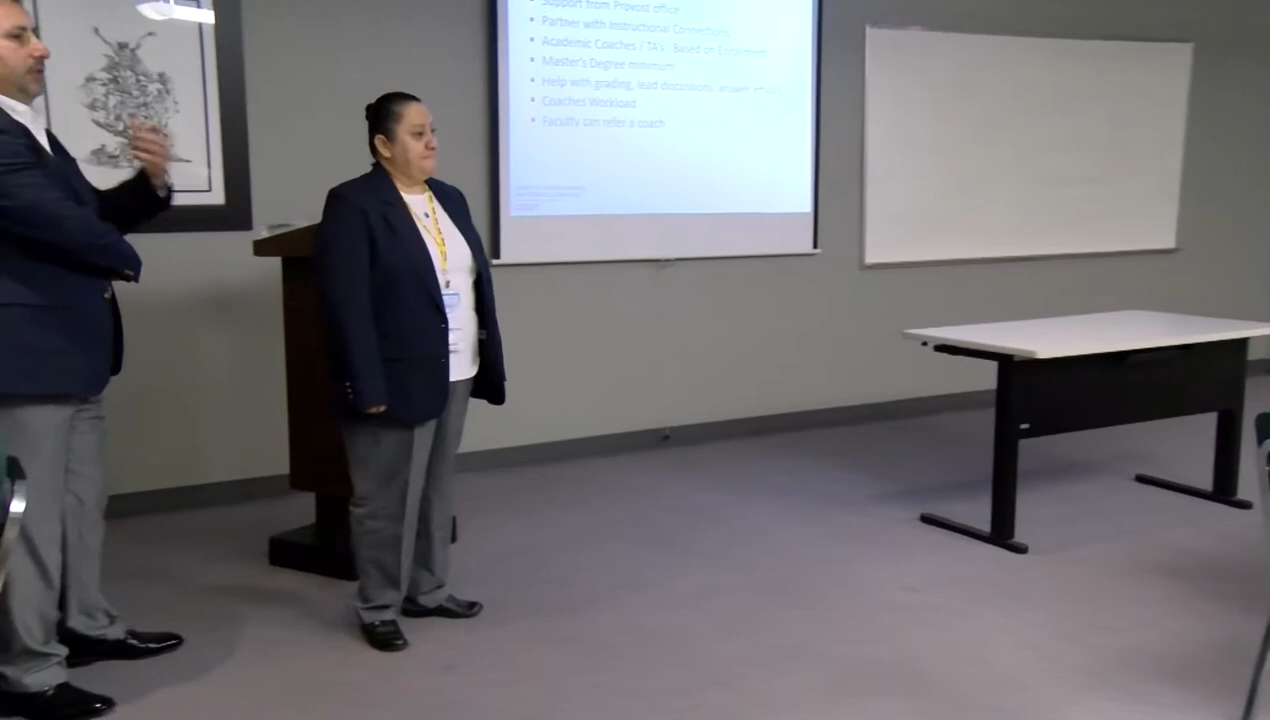 Support from Provost office
Partner with Instructional Connections
Academic Coaches / TA's - Based on Enrollment
Master's Degree minimum
Help with grading, lead discussions, answer emails
Coaches Workload
Faculty can refer a coach